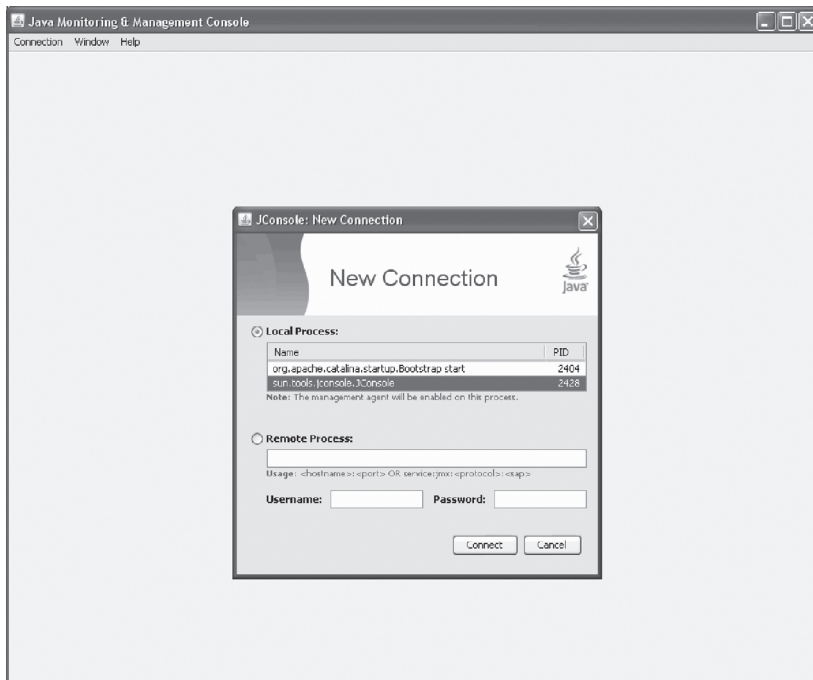 Java Monitoring & Management Console
Connection Window Help
JConsole: New Connection
New Connection
Java
Local Process:
Name PID
org.apache.catalina.startup.Bootstrap start 2404
sun.tools.jconsole.JConsole 2428
Note: The management agent will be enabled on this process.
Remote Process:
Usage: <hostname>:<port> OR service:jmx:<protocol>:<sap>
Username: Password:
Connect Cancel